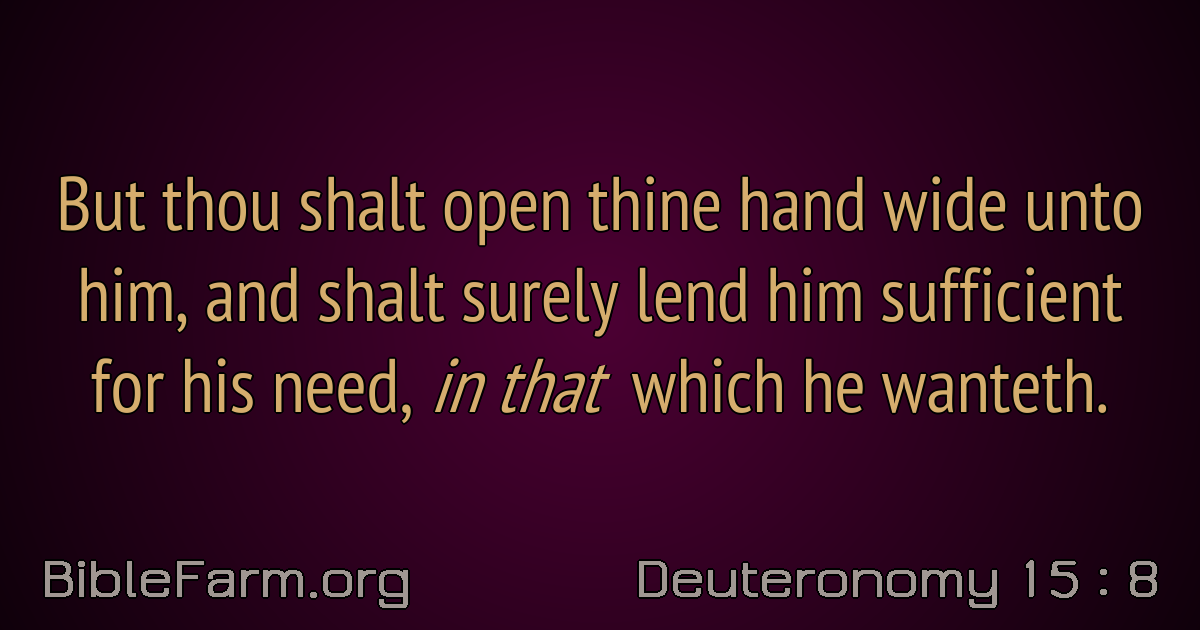 But thou shalt open thine hand wide unto
him, and shalt surely lend him sufficient
for his need, in that which he wanteth.
BibleFarm.org
Deuteronomy 15 : 8